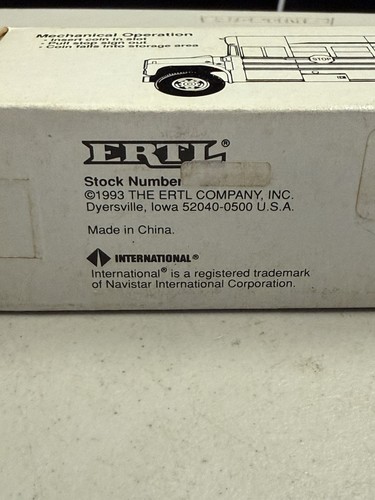 Mechanical Operation
- Insert coin in slot
- Pull stop sign out
- Coin falls into storage area
STOP
ERTL®
Stock Number
©1993 THE ERTL COMPANY, INC.
Dyersville, Iowa 52040-0500 U.S.A.
Made in China.
INTERNATIONAL®
International® is a registered trademark
of Navistar International Corporation.